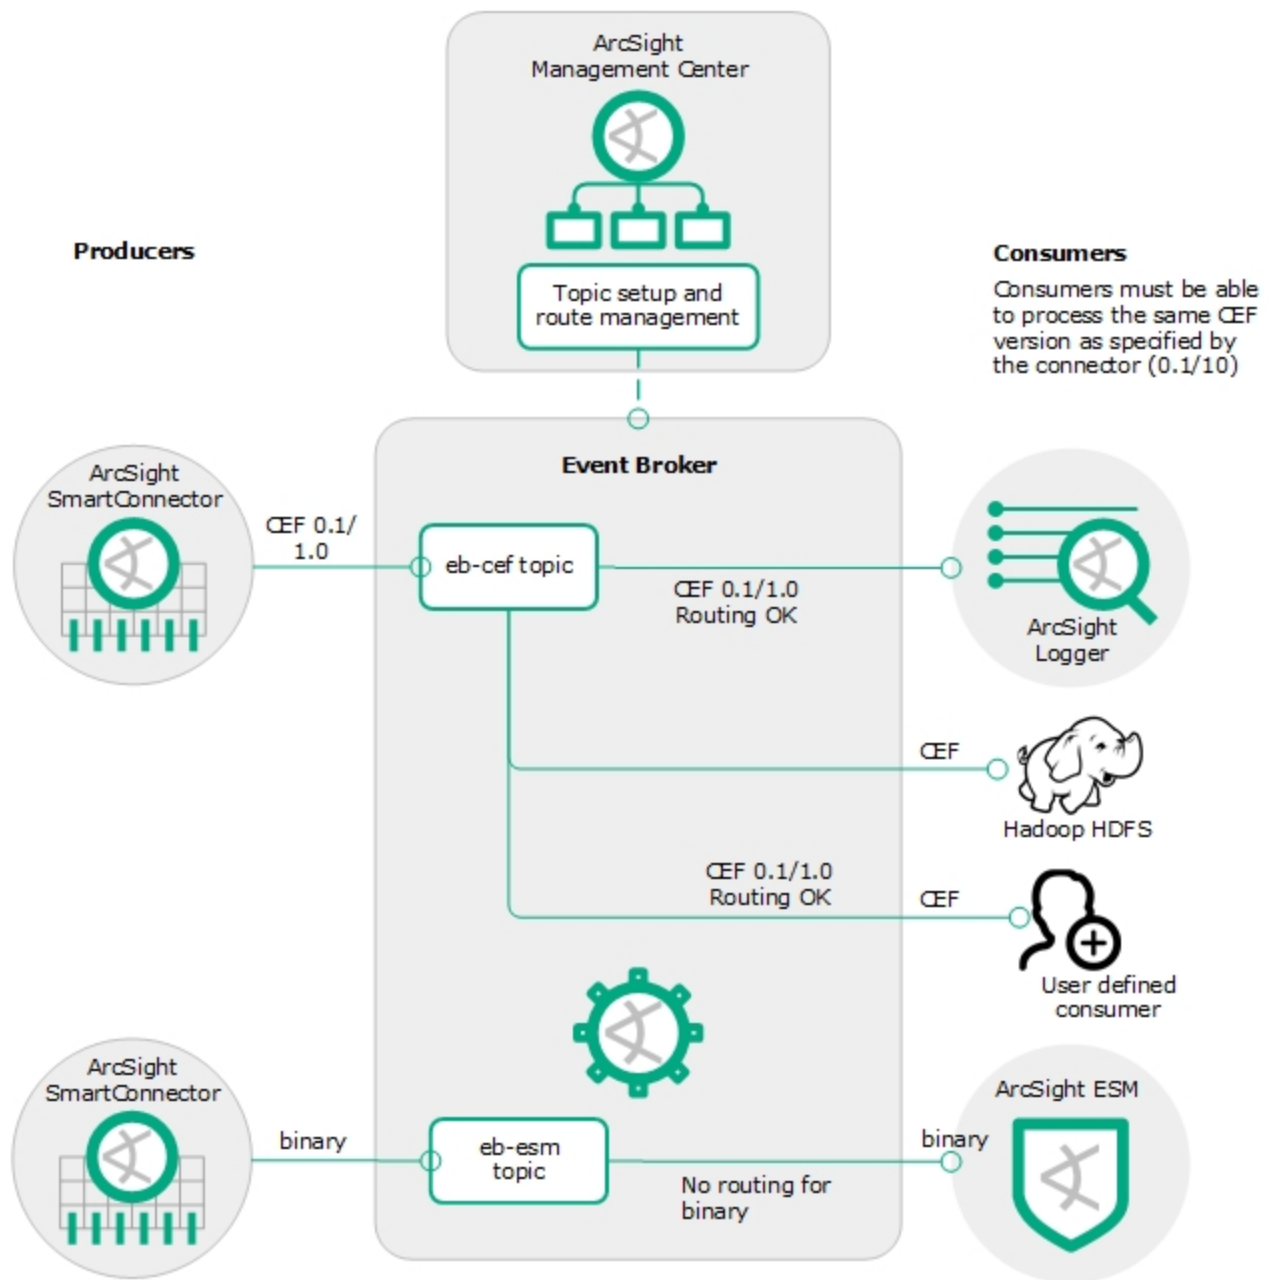 ArcSight
Management Center
Topic setup and
route management
Producers
Consumers
Consumers must be able
to process the same CEF
version as specified by
the connector (0.1/10)
Event Broker
ArcSight
SmartConnector
CEF 0.1/
1.0
eb-cef topic
CEF 0.1/1.0
Routing OK
ArcSight
Logger
CEF
Hadoop HDFS
CEF 0.1/1.0
Routing OK
CEF
User defined
consumer
ArcSight
SmartConnector
binary
eb-esm
topic
No routing for
binary
binary
ArcSight ESM